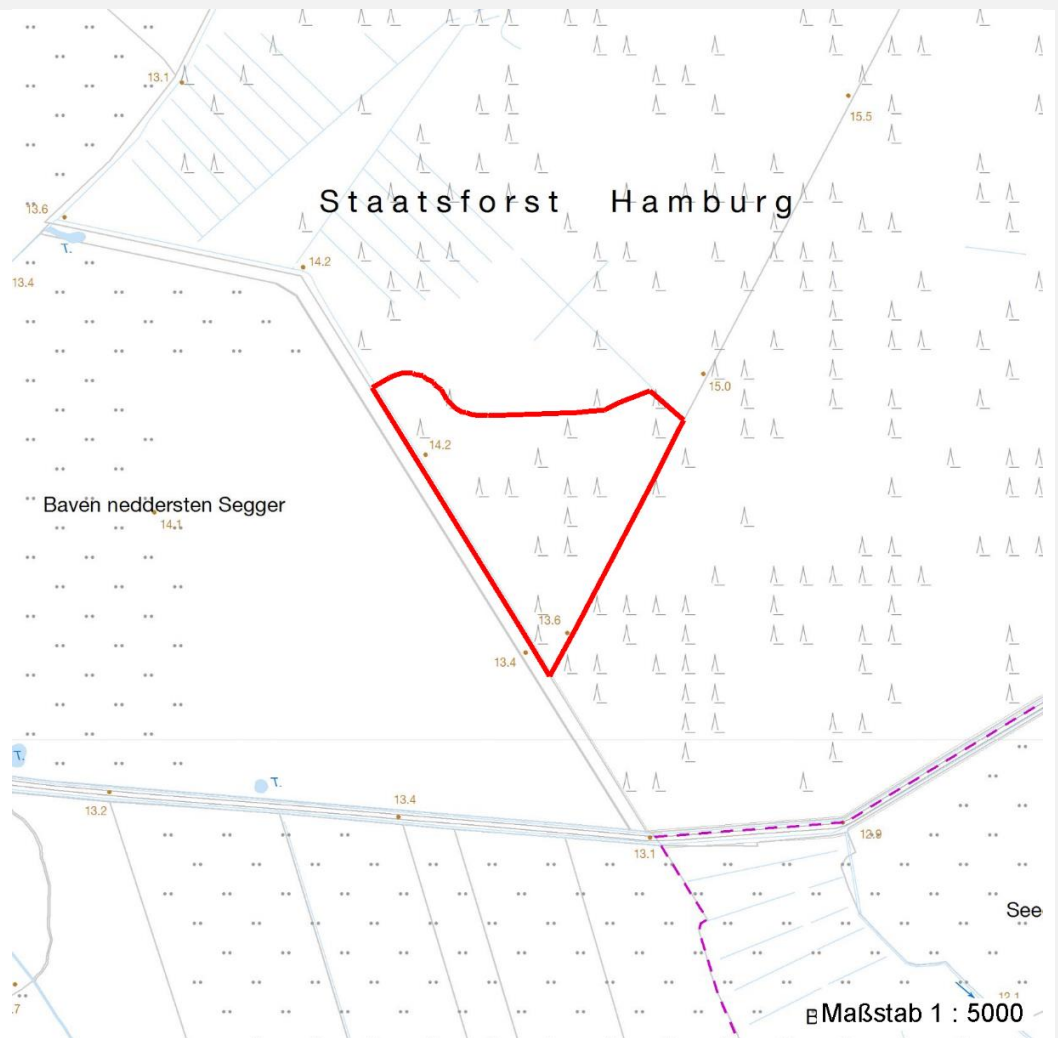 13.1
15.5
Staatsforst Hamburg
13.6
T.
14.2
13.4
15.0
14.2
Baven neddersten Segger
14.1
13.6
13.4
T.
T.
13.2
13.4
13.1
12.9
See
12.1
.7
Maßstab 1 : 5000